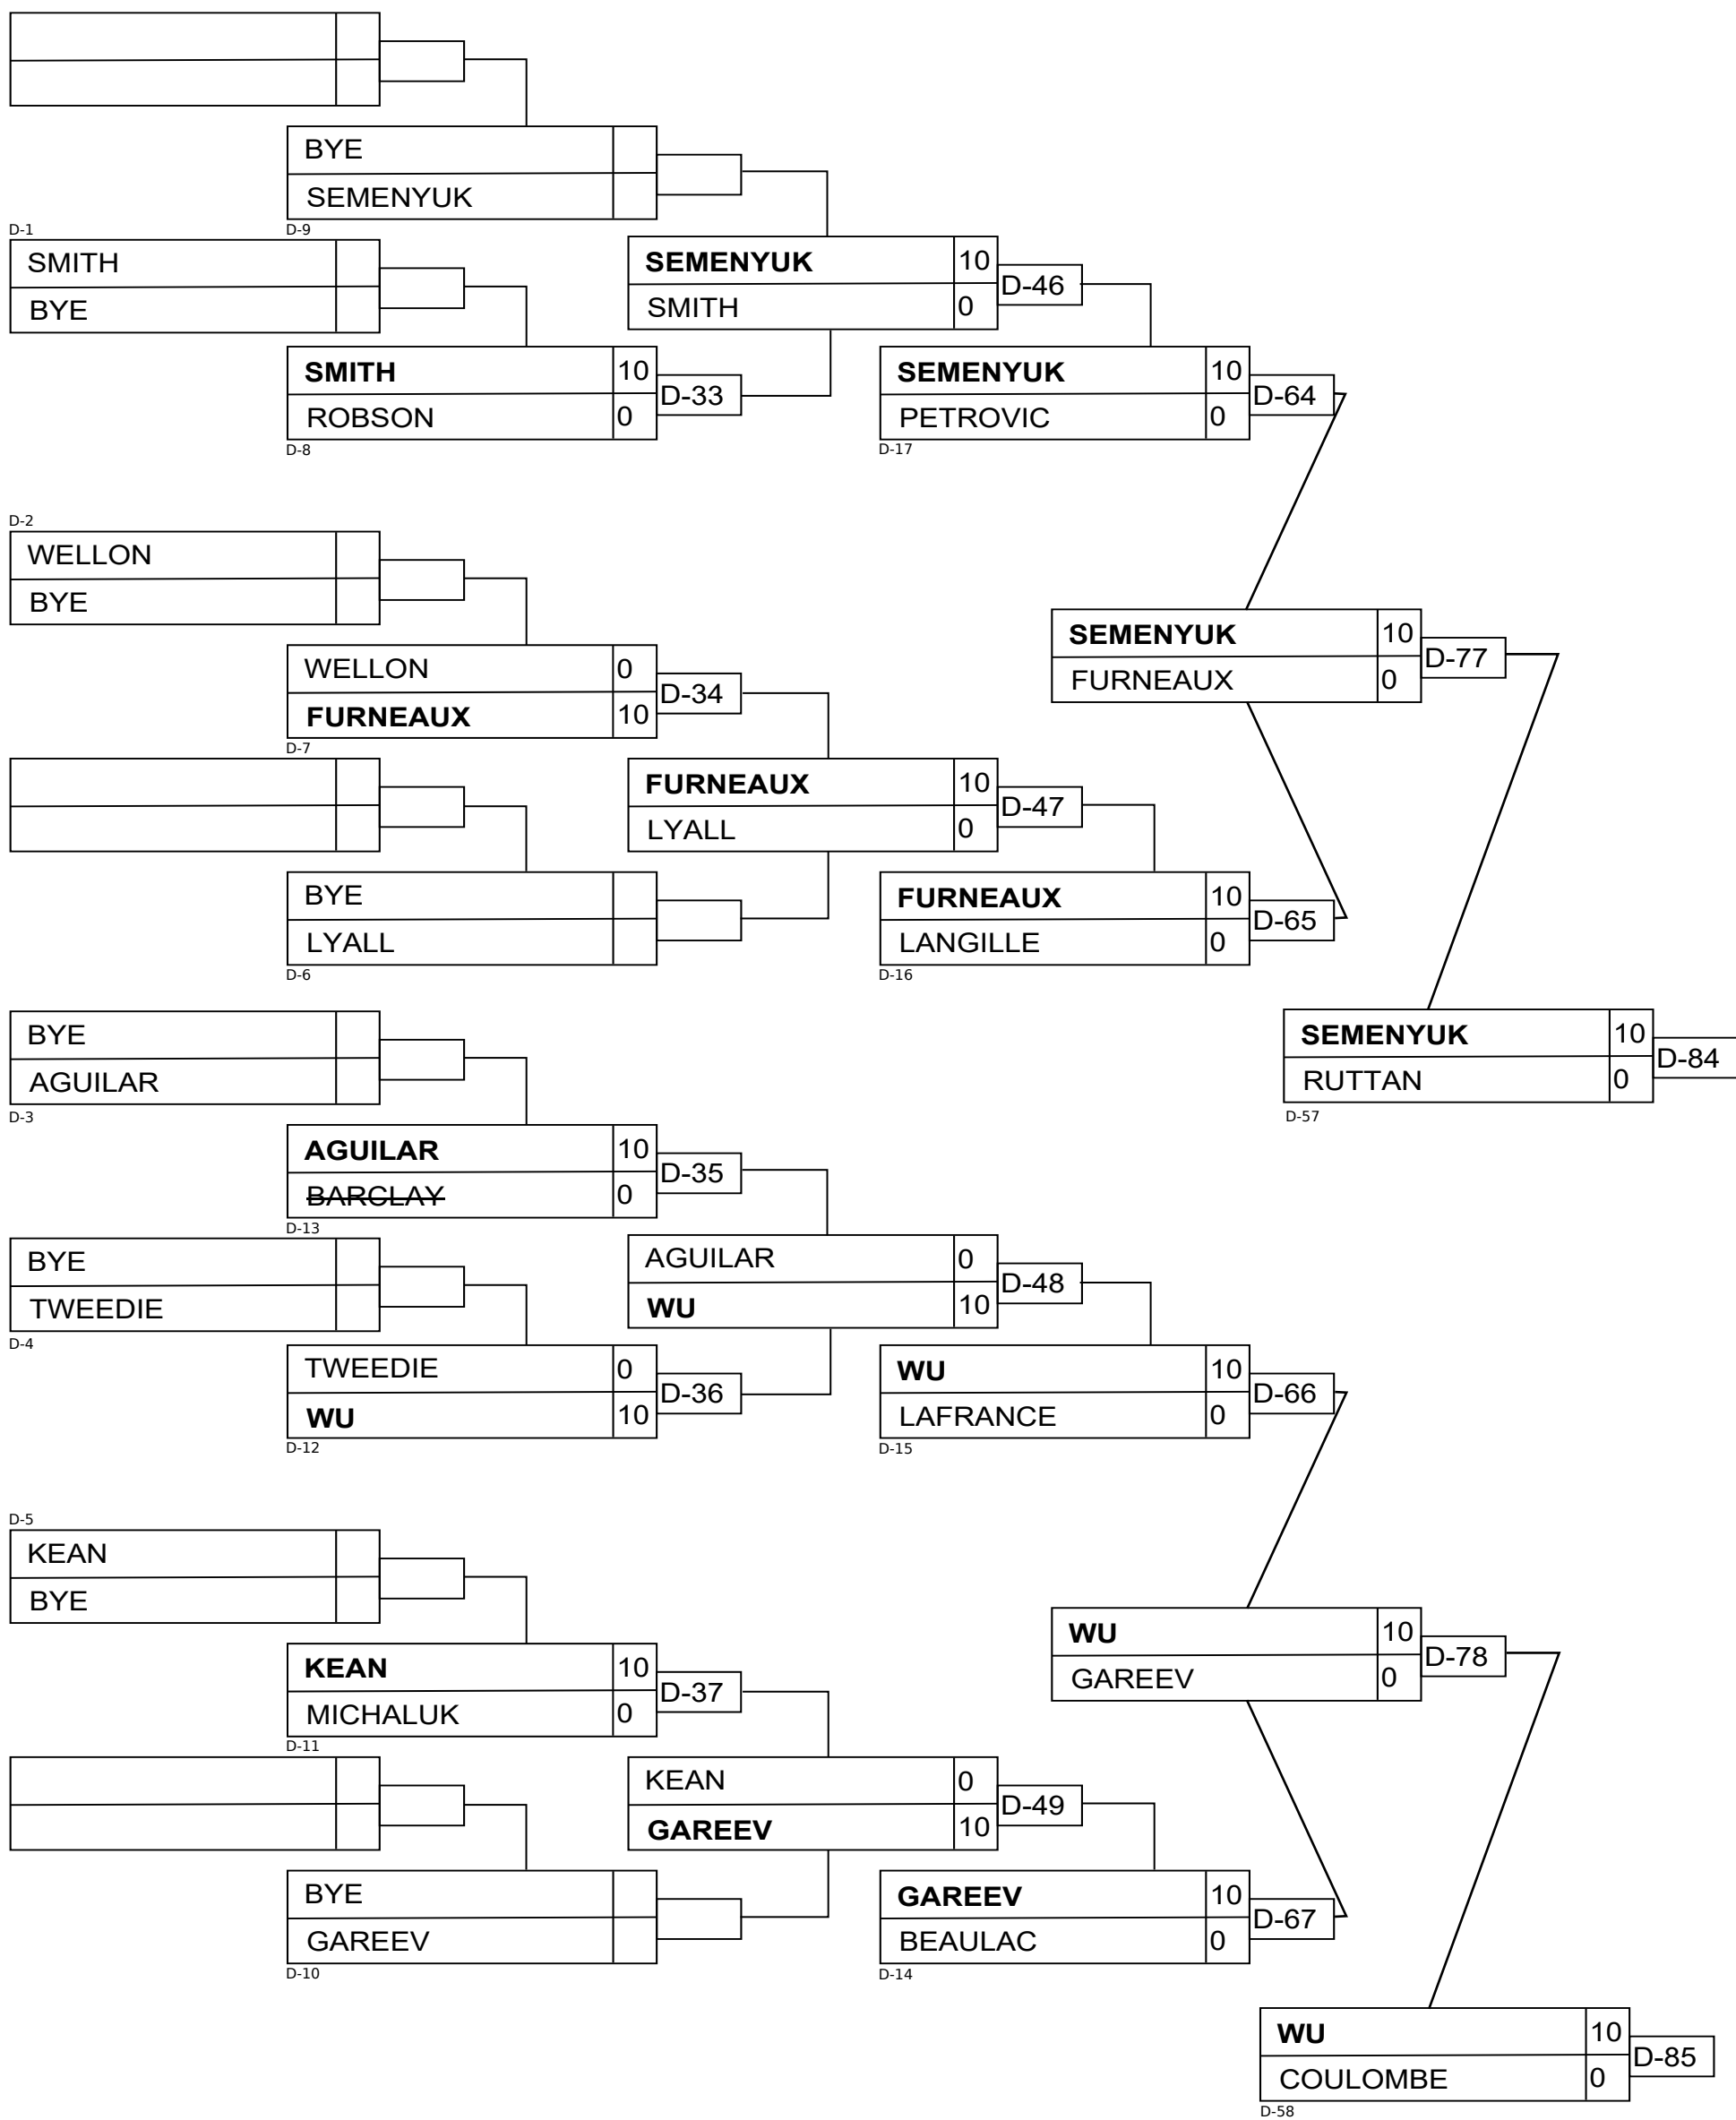 BYE
SEMENYUK
D-1
D-9
SMITH
BYE
SEMENYUK 10
SMITH 0
D-46
SMITH 10
ROBSON 0
D-33
D-8
SEMENYUK 10
PETROVIC 0
D-64
D-17
D-2
WELLON
BYE
SEMENYUK 10
FURNEAUX 0
D-77
WELLON 0
FURNEAUX 10
D-34
D-7
FURNEAUX 10
LYALL 0
D-47
BYE
LYALL
D-6
FURNEAUX 10
LANGILLE 0
D-65
D-16
BYE
AGUILAR
D-3
SEMENYUK 10
RUTTAN 0
D-84
D-57
AGUILAR 10
BARCLAY 0
D-35
D-13
BYE
TWEEDIE
D-4
AGUILAR 0
WU 10
D-48
TWEEDIE 0
WU 10
D-36
D-12
WU 10
LAFRANCE 0
D-66
D-15
D-5
KEAN
BYE
WU 10
GAREEV 0
D-78
KEAN 10
MICHALUK 0
D-37
D-11
KEAN 0
GAREEV 10
D-49
BYE
GAREEV
D-10
GAREEV 10
BEAULAC 0
D-67
D-14
WU 10
COULOMBE 0
D-85
D-58